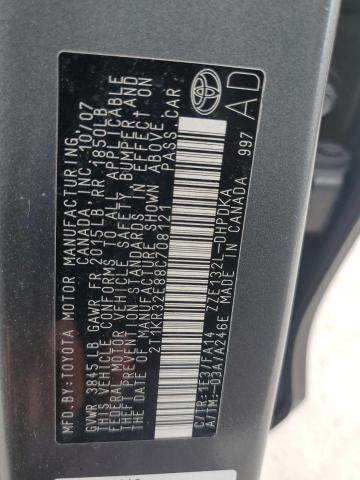 MFD.BY:TOYOTA MOTOR MANUFACTURING
CANADA INC. 10/07
GVWR 3845LB GAWR FR 2015LB RR 1850LB
THIS VEHICLE CONFORMS TO ALL APPLICABLE
FEDERAL MOTOR VEHICLE SAFETY BUMPER, AND
THEFT PREVENTION STANDARDS IN EFFECT ON
THE DATE OF MANUFACTURE SHOWN ABOVE.
2T1KR32E88C708121 PASS.CAR
C/TR:1E3/FA14 ZZE132L-DHPDKA
A/TM:-03A/A246E MADE IN CANADA
997
AD